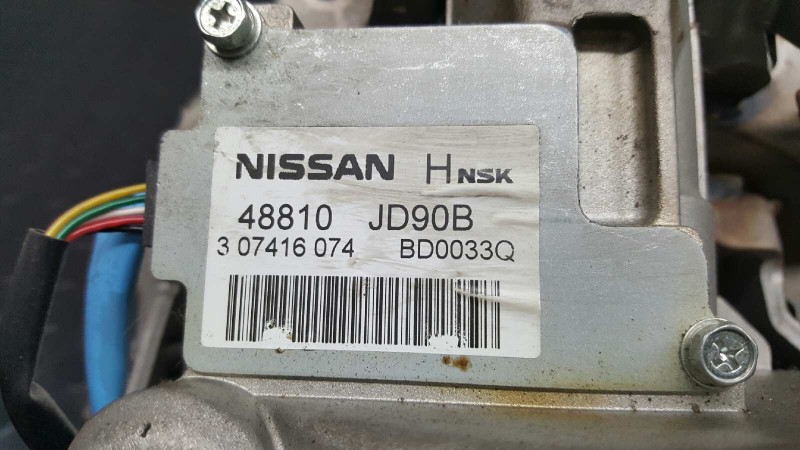 NISSAN H NSK
48810 JD90B
3 07416 074 BD0033Q